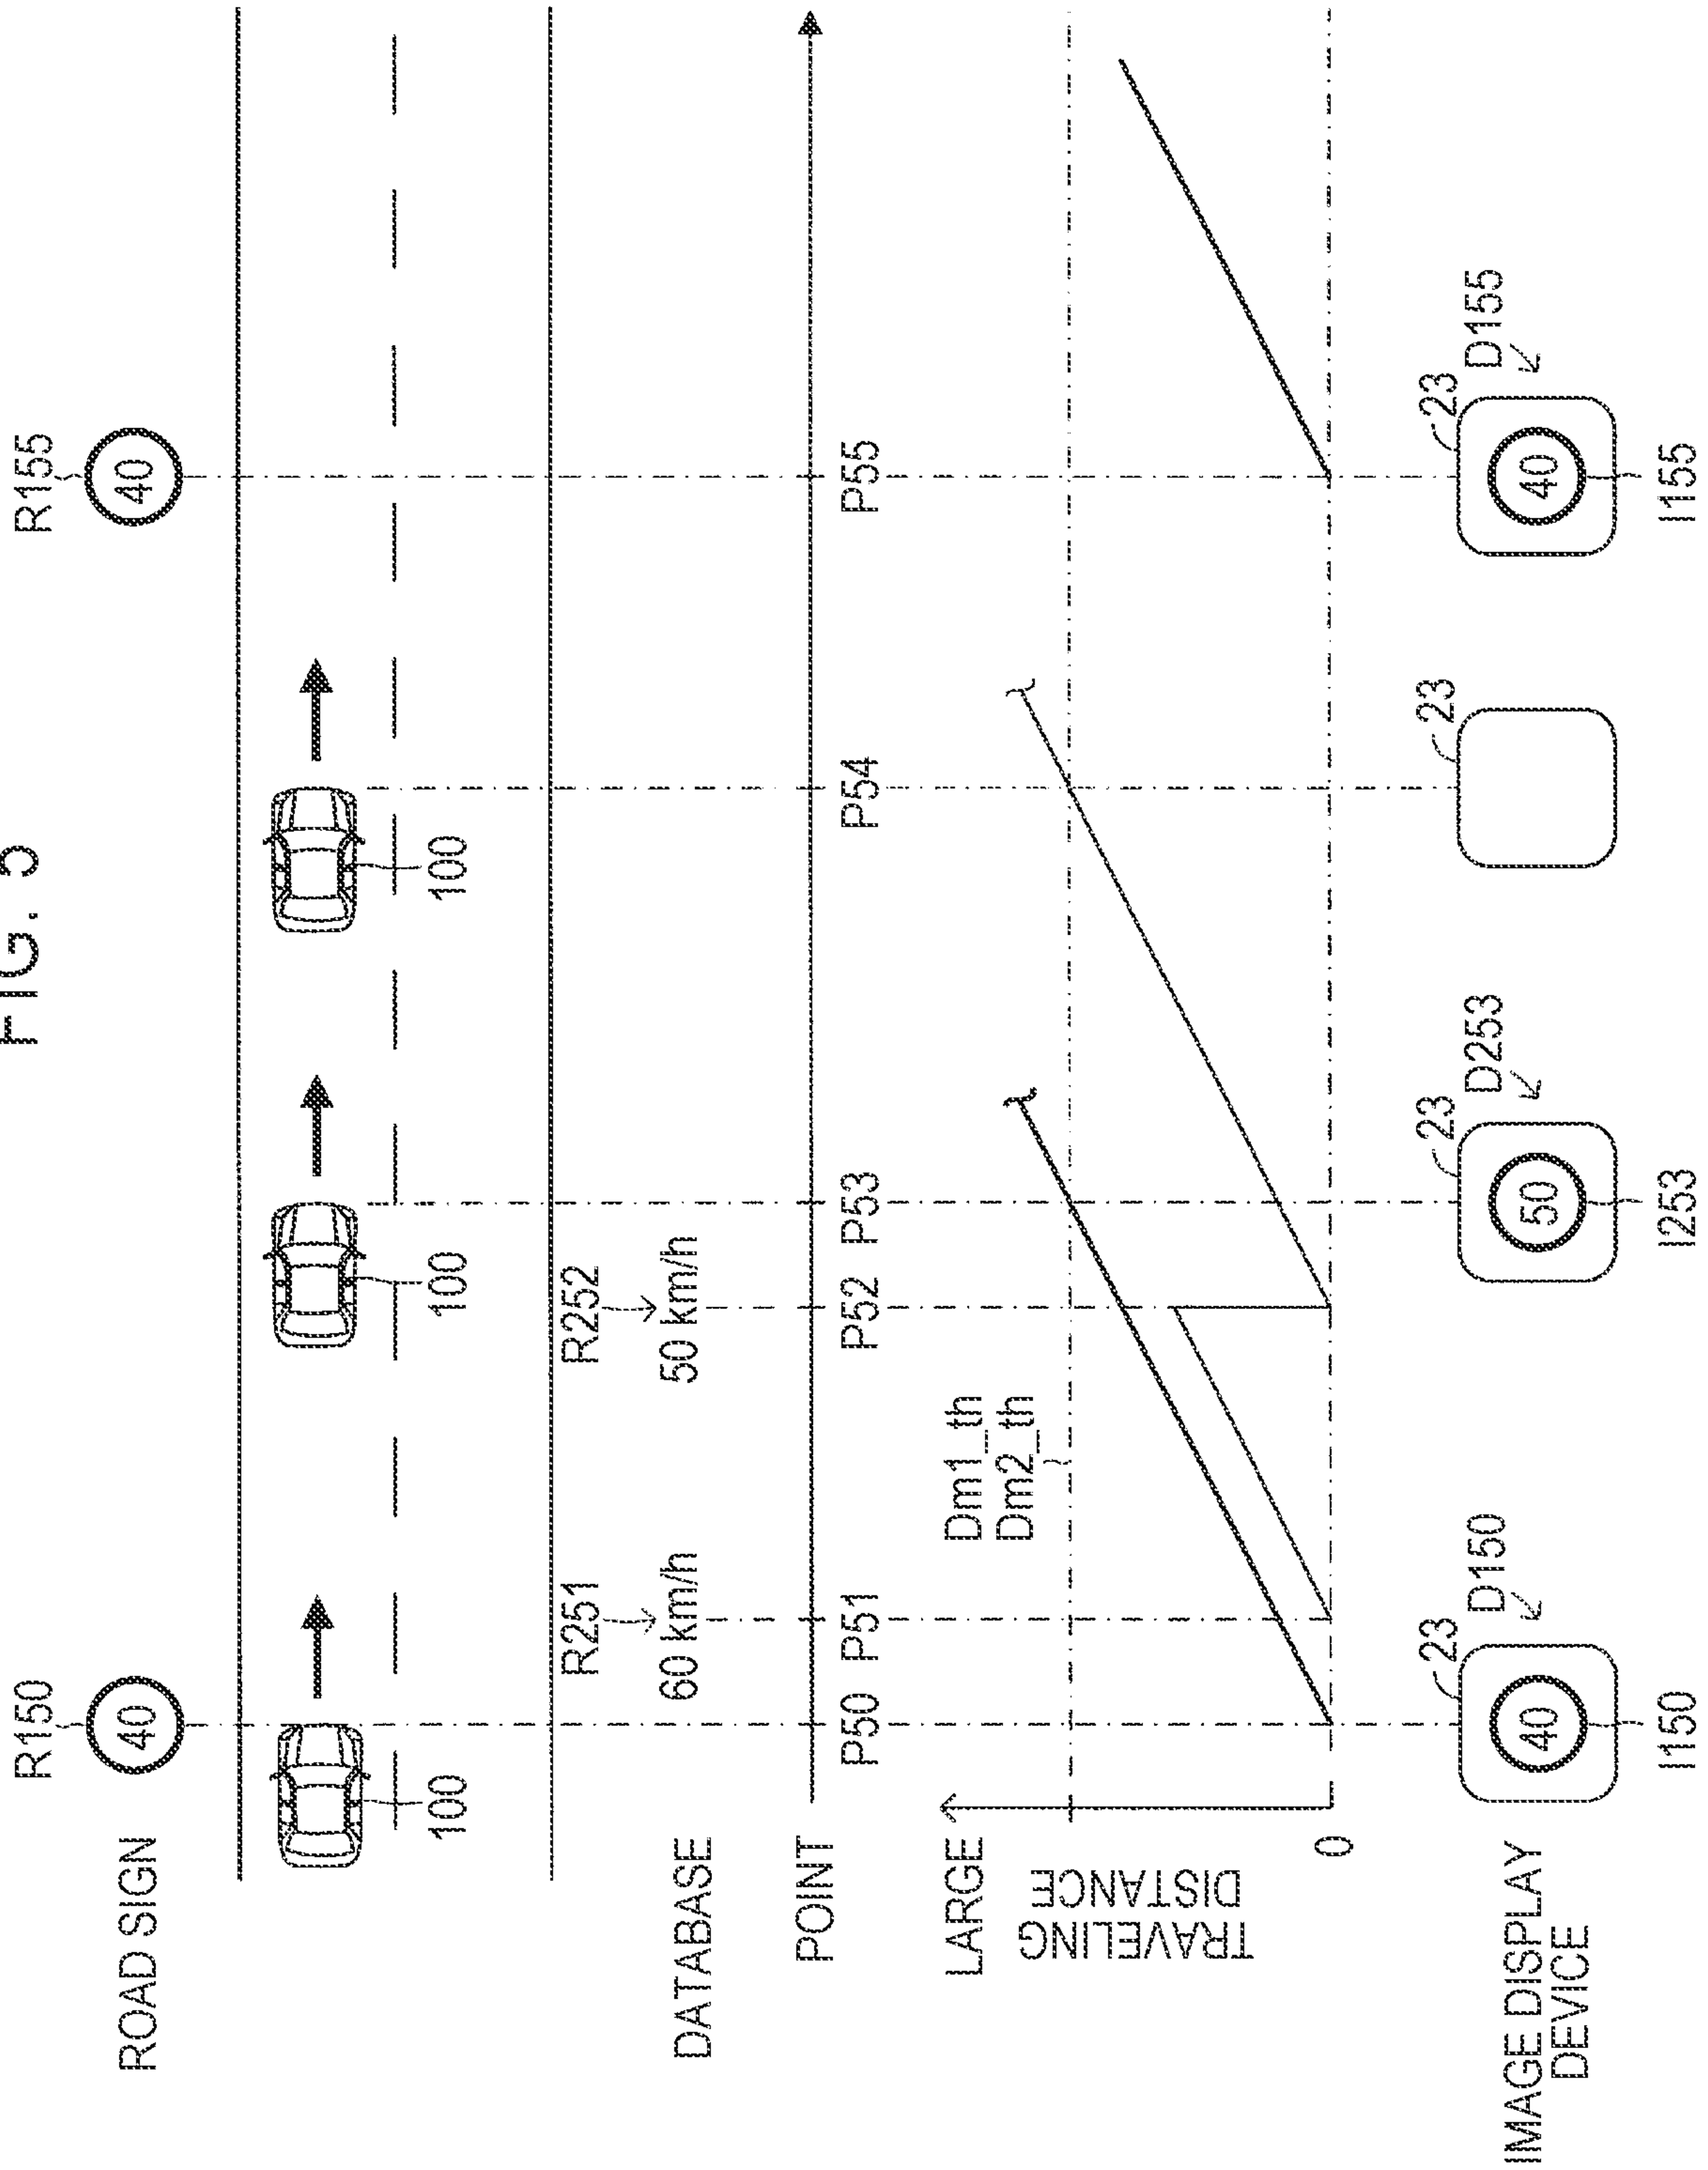 FIG. 5
ROAD SIGN
R150
40
R155
40
100
100
100
DATABASE
R251
60 km/h
R252
50 km/h
POINT
P50
P51
P52
P53
P54
P55
LARGE
TRAVELING
DISTANCE
0
Dm1_th
Dm2_th
IMAGE DISPLAY
DEVICE
23
D150
40
I150
23
D253
50
I253
23
23
D155
40
I155